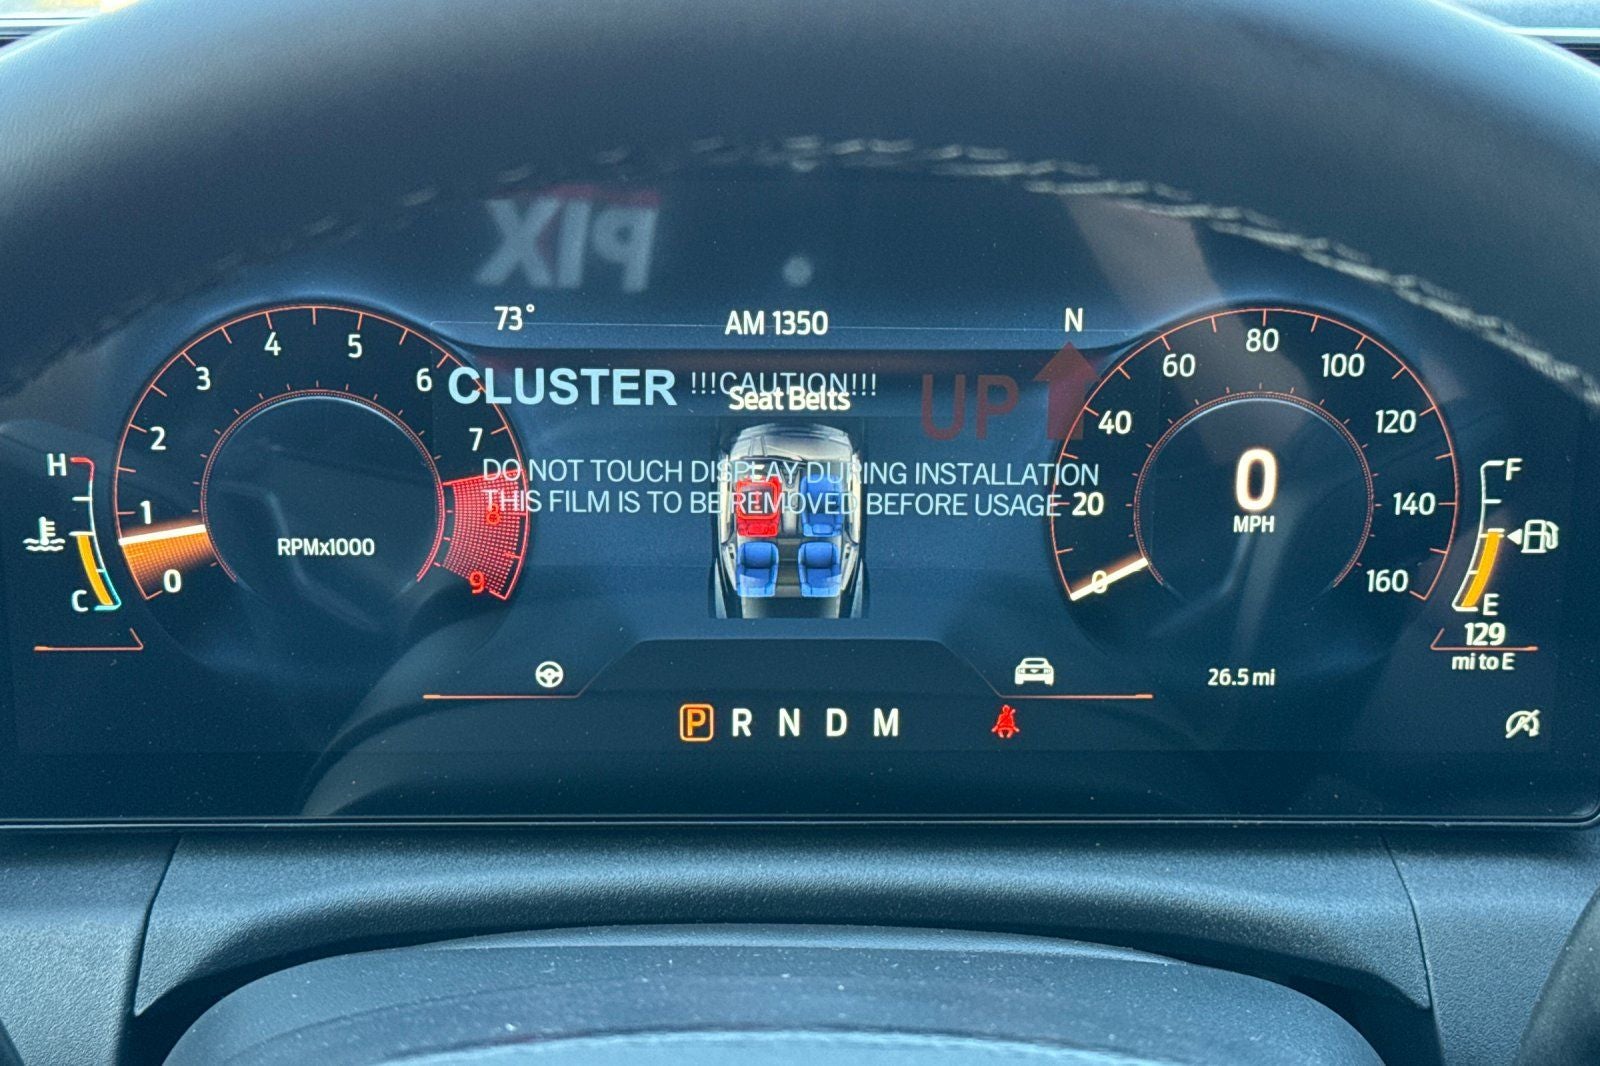 PIX
73° AM 1350 N
CLUSTER !!!CAUTION!!! UP
Seat Belts
DO NOT TOUCH DISPLAY DURING INSTALLATION
THIS FILM IS TO BE REMOVED BEFORE USAGE
0 1 2 3 4 5 6 7 8 9
RPMx1000
H
C
0 20 40 60 80 100 120 140 160
0
MPH
F
E
129
mi to E
26.5 mi
P R N D M